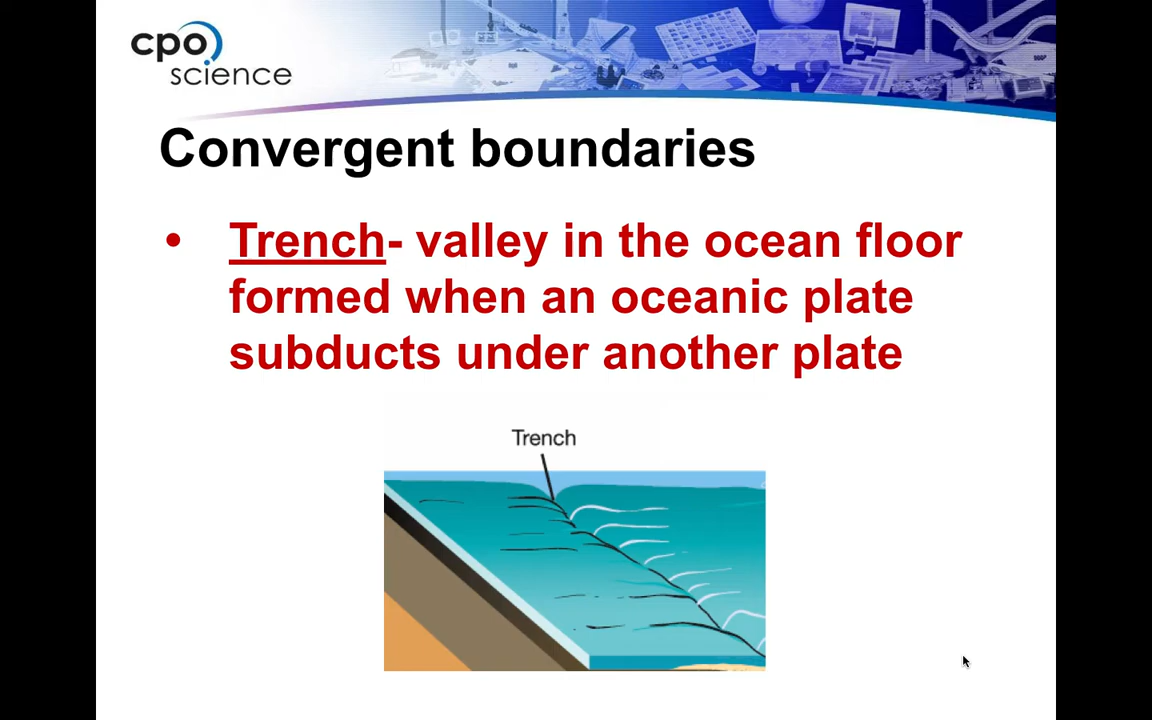 cpo
science
Convergent boundaries
• Trench- valley in the ocean floor
formed when an oceanic plate
subducts under another plate
Trench